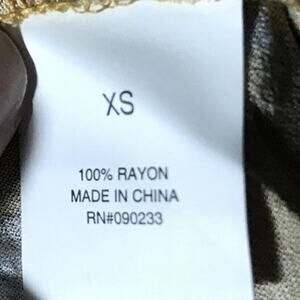 XS
100% RAYON
MADE IN CHINA
RN#090233